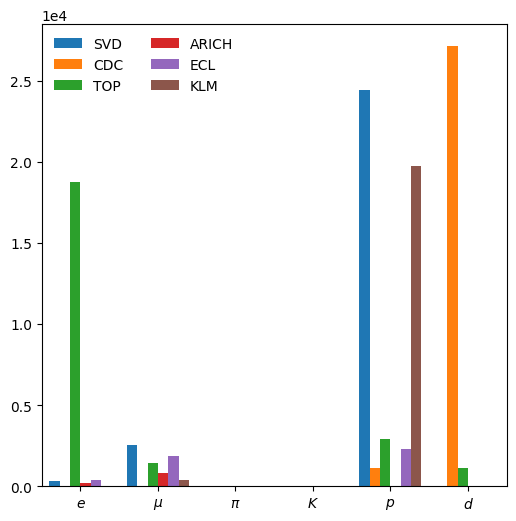 1e4
SVD ARICH
CDC ECL
TOP KLM
2.5
2.0
1.5
1.0
0.5
0.0
e μ π K p d